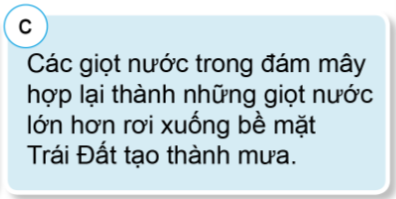 C
Các giọt nước trong đám mây
hợp lại thành những giọt nước
lớn hơn rơi xuống bề mặt
Trái Đất tạo thành mưa.